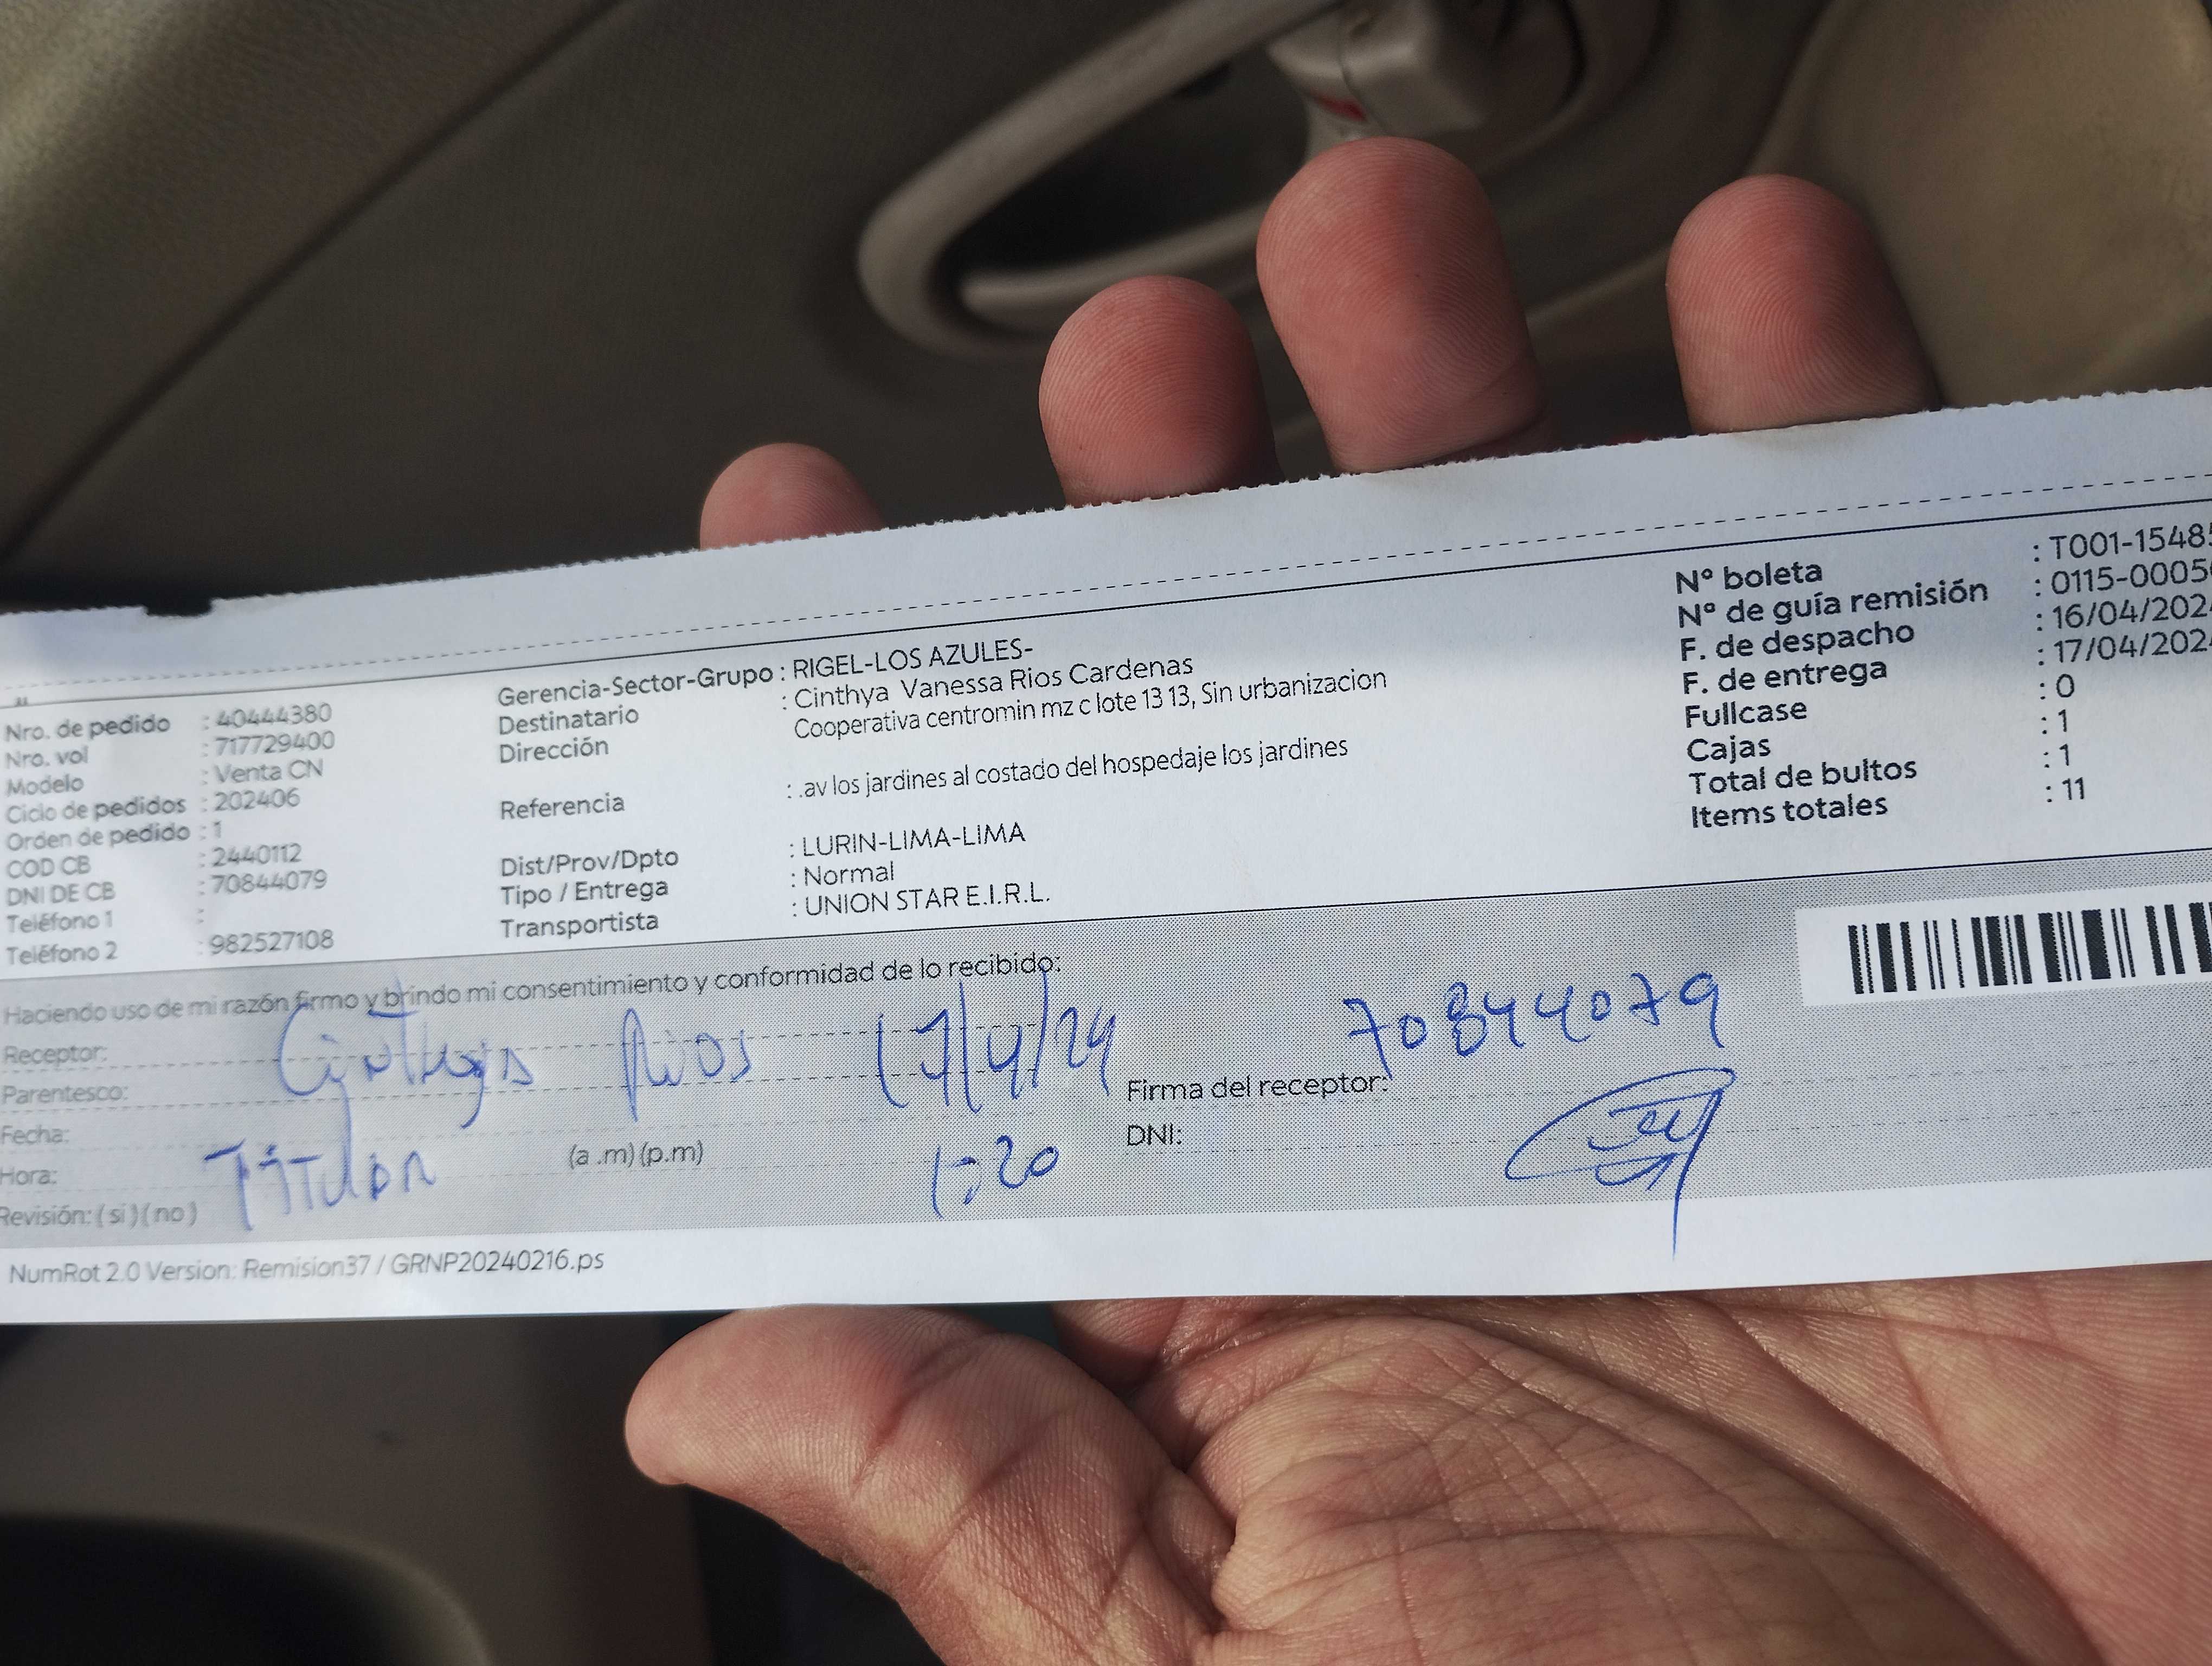 Nro. de pedido : 40444380
Nro. vol : 717729400
Modelo : Venta CN
Ciclo de pedidos : 202406
Orden de pedido : 1
COD CB : 2440112
DNI DE CB : 70844079
Teléfono 1 :
Teléfono 2 : 982527108
Gerencia-Sector-Grupo : RIGEL-LOS AZULES-
Destinatario : Cinthya Vanessa Rios Cardenas
Dirección Cooperativa centromin mz c lote 13 13, Sin urbanizacion
Referencia : .av los jardines al costado del hospedaje los jardines
Dist/Prov/Dpto : LURIN-LIMA-LIMA
Tipo / Entrega : Normal
Transportista : UNION STAR E.I.R.L.
N° boleta : T001-1548
N° de guía remisión : 0115-0005
F. de despacho : 16/04/202
F. de entrega : 17/04/202
Fullcase : 0
Cajas : 1
Total de bultos : 1
Items totales : 11
Haciendo uso de mi razón firmo y brindo mi consentimiento y conformidad de lo recibido:
Receptor: Cinthya Rios 17/4/24 70844079
Parentesco:
Firma del receptor:
Fecha:
DNI:
Hora: Titular (a .m) (p.m) 1:20
Revisión: ( si ) ( no )
NumRot 2.0 Version: Remision37 / GRNP20240216.ps